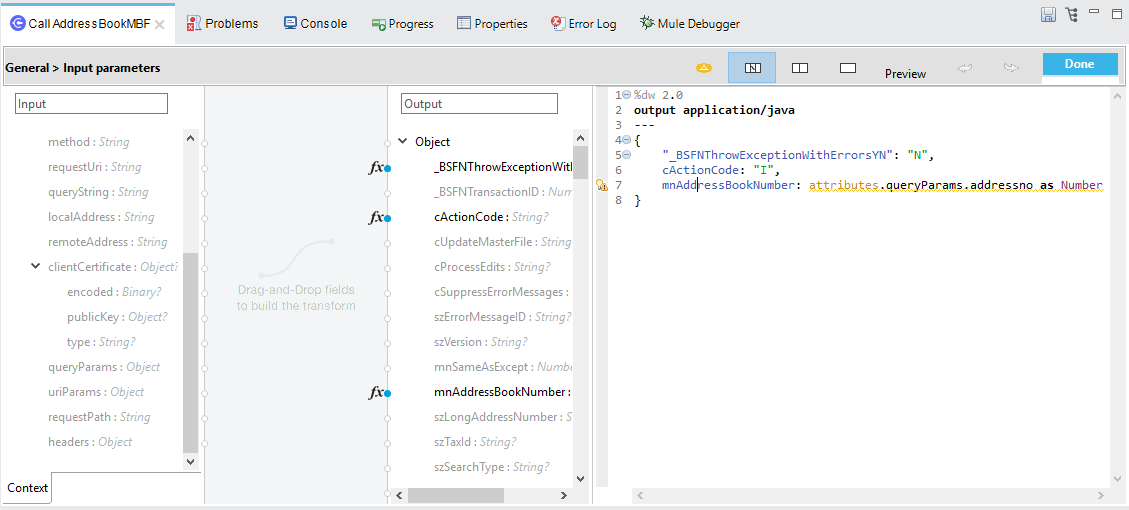 Call AddressBookMBF
Problems
Console
Progress
Properties
Error Log
Mule Debugger
General > Input parameters
Preview
Done
Input
method : String
requestUri : String
queryString : String
localAddress : String
remoteAddress : String
clientCertificate : Object?
encoded : Binary?
publicKey : Object?
type : String?
queryParams : Object
uriParams : Object
requestPath : String
headers : Object
Context
Drag-and-Drop fields
to build the transform
Output
Object
fx _BSFNThrowExceptionWitl
_BSFNTransactionID : Num
fx cActionCode : String?
cUpdateMasterFile : String
cProcessEdits : String?
cSuppressErrorMessages :
szErrorMessageID : String?
szVersion : String?
mnSameAsExcept : Numbe
fx mnAddressBookNumber :
szLongAddressNumber : S
szTaxId : String?
szSearchType : String?
1 %dw 2.0
2 output application/java
3 ---
4 {
5 "_BSFNThrowExceptionWithErrorsYN": "N",
6 cActionCode: "I",
7 mnAddressBookNumber: attributes.queryParams.addressno as Number
8 }